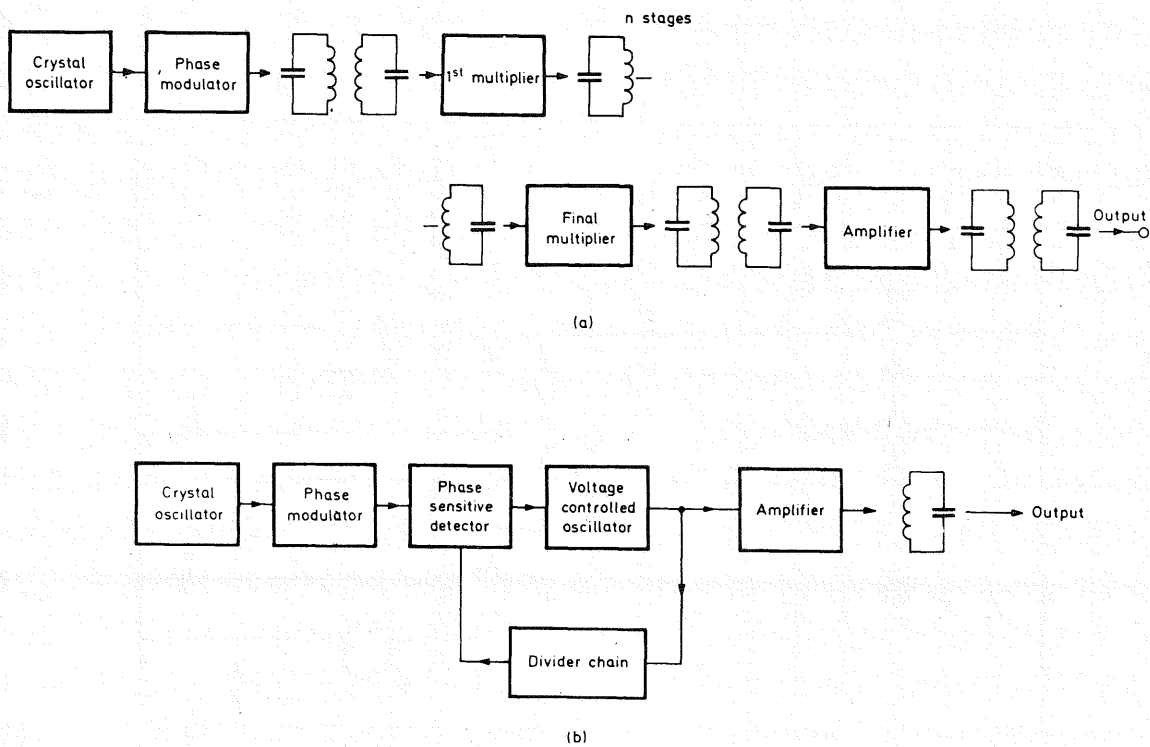 n stages
Crystal
oscillator
Phase
modulator
1st multiplier
Final
multiplier
Amplifier
Output
(a)
Crystal
oscillator
Phase
modulator
Phase
sensitive
detector
Voltage
controlled
oscillator
Amplifier
Output
Divider chain
(b)